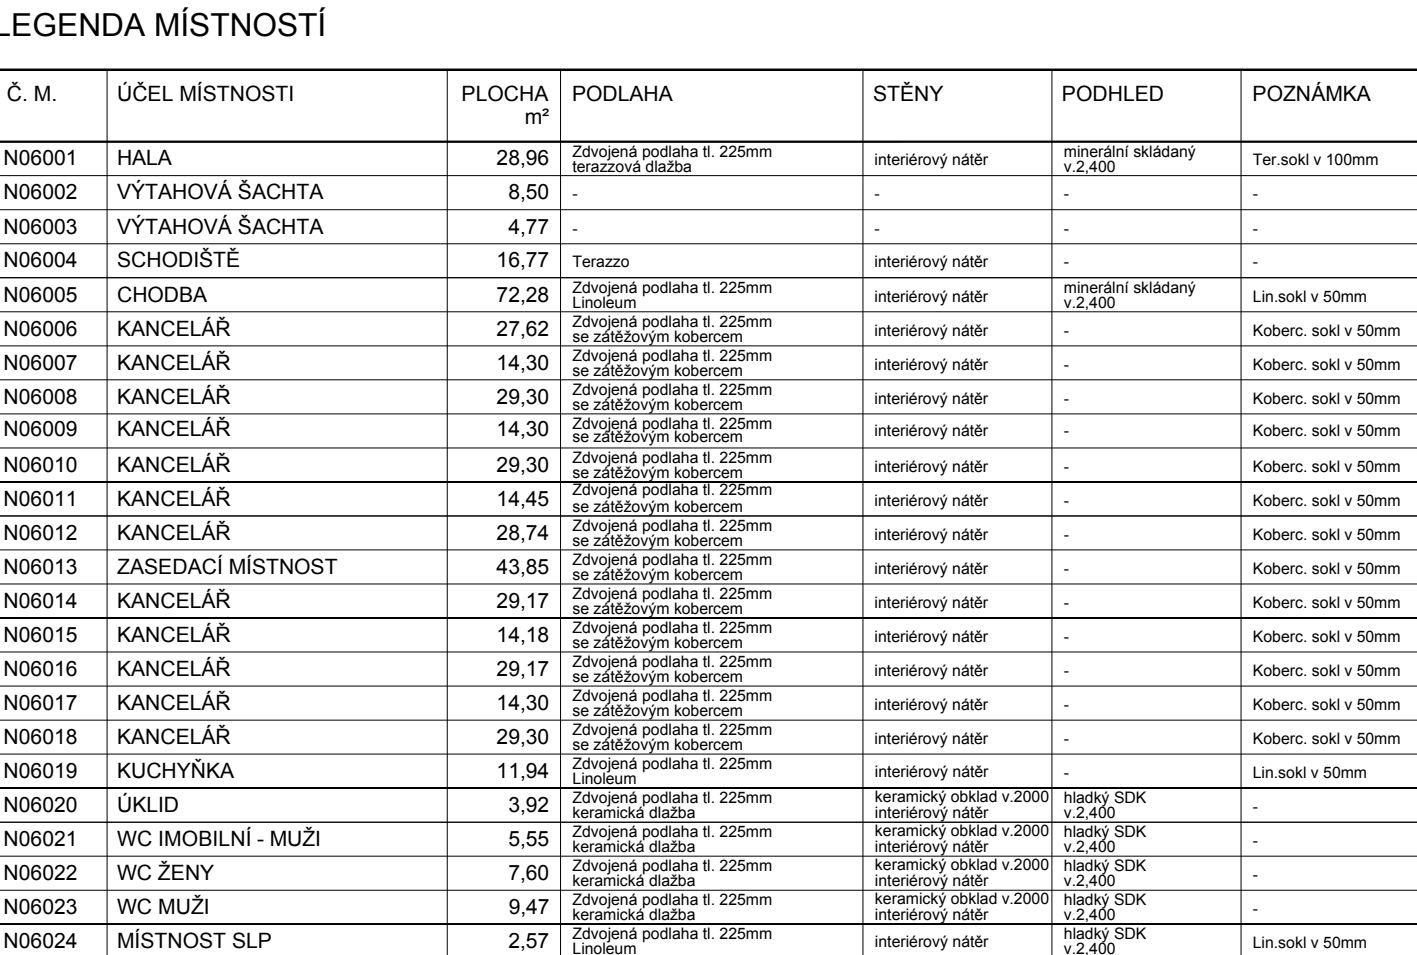 LEGENDA MÍSTNOSTÍ
Č. M. ÚČEL MÍSTNOSTI PLOCHA m² PODLAHA STĚNY PODHLED POZNÁMKA
N06001 HALA 28,96 Zdvojená podlaha tl. 225mm terazzová dlažba interiérový nátěr minerální skládaný v.2,400 Ter.sokl v 100mm
N06002 VÝTAHOVÁ ŠACHTA 8,50 - - - -
N06003 VÝTAHOVÁ ŠACHTA 4,77 - - - -
N06004 SCHODIŠTĚ 16,77 Terazzo interiérový nátěr - -
N06005 CHODBA 72,28 Zdvojená podlaha tl. 225mm Linoleum interiérový nátěr minerální skládaný v.2,400 Lin.sokl v 50mm
N06006 KANCELÁŘ 27,62 Zdvojená podlaha tl. 225mm se zátěžovým kobercem interiérový nátěr - Koberc. sokl v 50mm
N06007 KANCELÁŘ 14,30 Zdvojená podlaha tl. 225mm se zátěžovým kobercem interiérový nátěr - Koberc. sokl v 50mm
N06008 KANCELÁŘ 29,30 Zdvojená podlaha tl. 225mm se zátěžovým kobercem interiérový nátěr - Koberc. sokl v 50mm
N06009 KANCELÁŘ 14,30 Zdvojená podlaha tl. 225mm se zátěžovým kobercem interiérový nátěr - Koberc. sokl v 50mm
N06010 KANCELÁŘ 29,30 Zdvojená podlaha tl. 225mm se zátěžovým kobercem interiérový nátěr - Koberc. sokl v 50mm
N06011 KANCELÁŘ 14,45 Zdvojená podlaha tl. 225mm se zátěžovým kobercem interiérový nátěr - Koberc. sokl v 50mm
N06012 KANCELÁŘ 28,74 Zdvojená podlaha tl. 225mm se zátěžovým kobercem interiérový nátěr - Koberc. sokl v 50mm
N06013 ZASEDACÍ MÍSTNOST 43,85 Zdvojená podlaha tl. 225mm se zátěžovým kobercem interiérový nátěr - Koberc. sokl v 50mm
N06014 KANCELÁŘ 29,17 Zdvojená podlaha tl. 225mm se zátěžovým kobercem interiérový nátěr - Koberc. sokl v 50mm
N06015 KANCELÁŘ 14,18 Zdvojená podlaha tl. 225mm se zátěžovým kobercem interiérový nátěr - Koberc. sokl v 50mm
N06016 KANCELÁŘ 29,17 Zdvojená podlaha tl. 225mm se zátěžovým kobercem interiérový nátěr - Koberc. sokl v 50mm
N06017 KANCELÁŘ 14,30 Zdvojená podlaha tl. 225mm se zátěžovým kobercem interiérový nátěr - Koberc. sokl v 50mm
N06018 KANCELÁŘ 29,30 Zdvojená podlaha tl. 225mm se zátěžovým kobercem interiérový nátěr - Koberc. sokl v 50mm
N06019 KUCHYŇKA 11,94 Zdvojená podlaha tl. 225mm Linoleum interiérový nátěr - Lin.sokl v 50mm
N06020 ÚKLID 3,92 Zdvojená podlaha tl. 225mm keramická dlažba keramický obklad v.2000 interiérový nátěr hladký SDK v.2,400 -
N06021 WC IMOBILNÍ - MUŽI 5,55 Zdvojená podlaha tl. 225mm keramická dlažba keramický obklad v.2000 interiérový nátěr hladký SDK v.2,400 -
N06022 WC ŽENY 7,60 Zdvojená podlaha tl. 225mm keramická dlažba keramický obklad v.2000 interiérový nátěr hladký SDK v.2,400 -
N06023 WC MUŽI 9,47 Zdvojená podlaha tl. 225mm keramická dlažba keramický obklad v.2000 interiérový nátěr hladký SDK v.2,400 -
N06024 MÍSTNOST SLP 2,57 Zdvojená podlaha tl. 225mm Linoleum interiérový nátěr hladký SDK v.2,400 Lin.sokl v 50mm